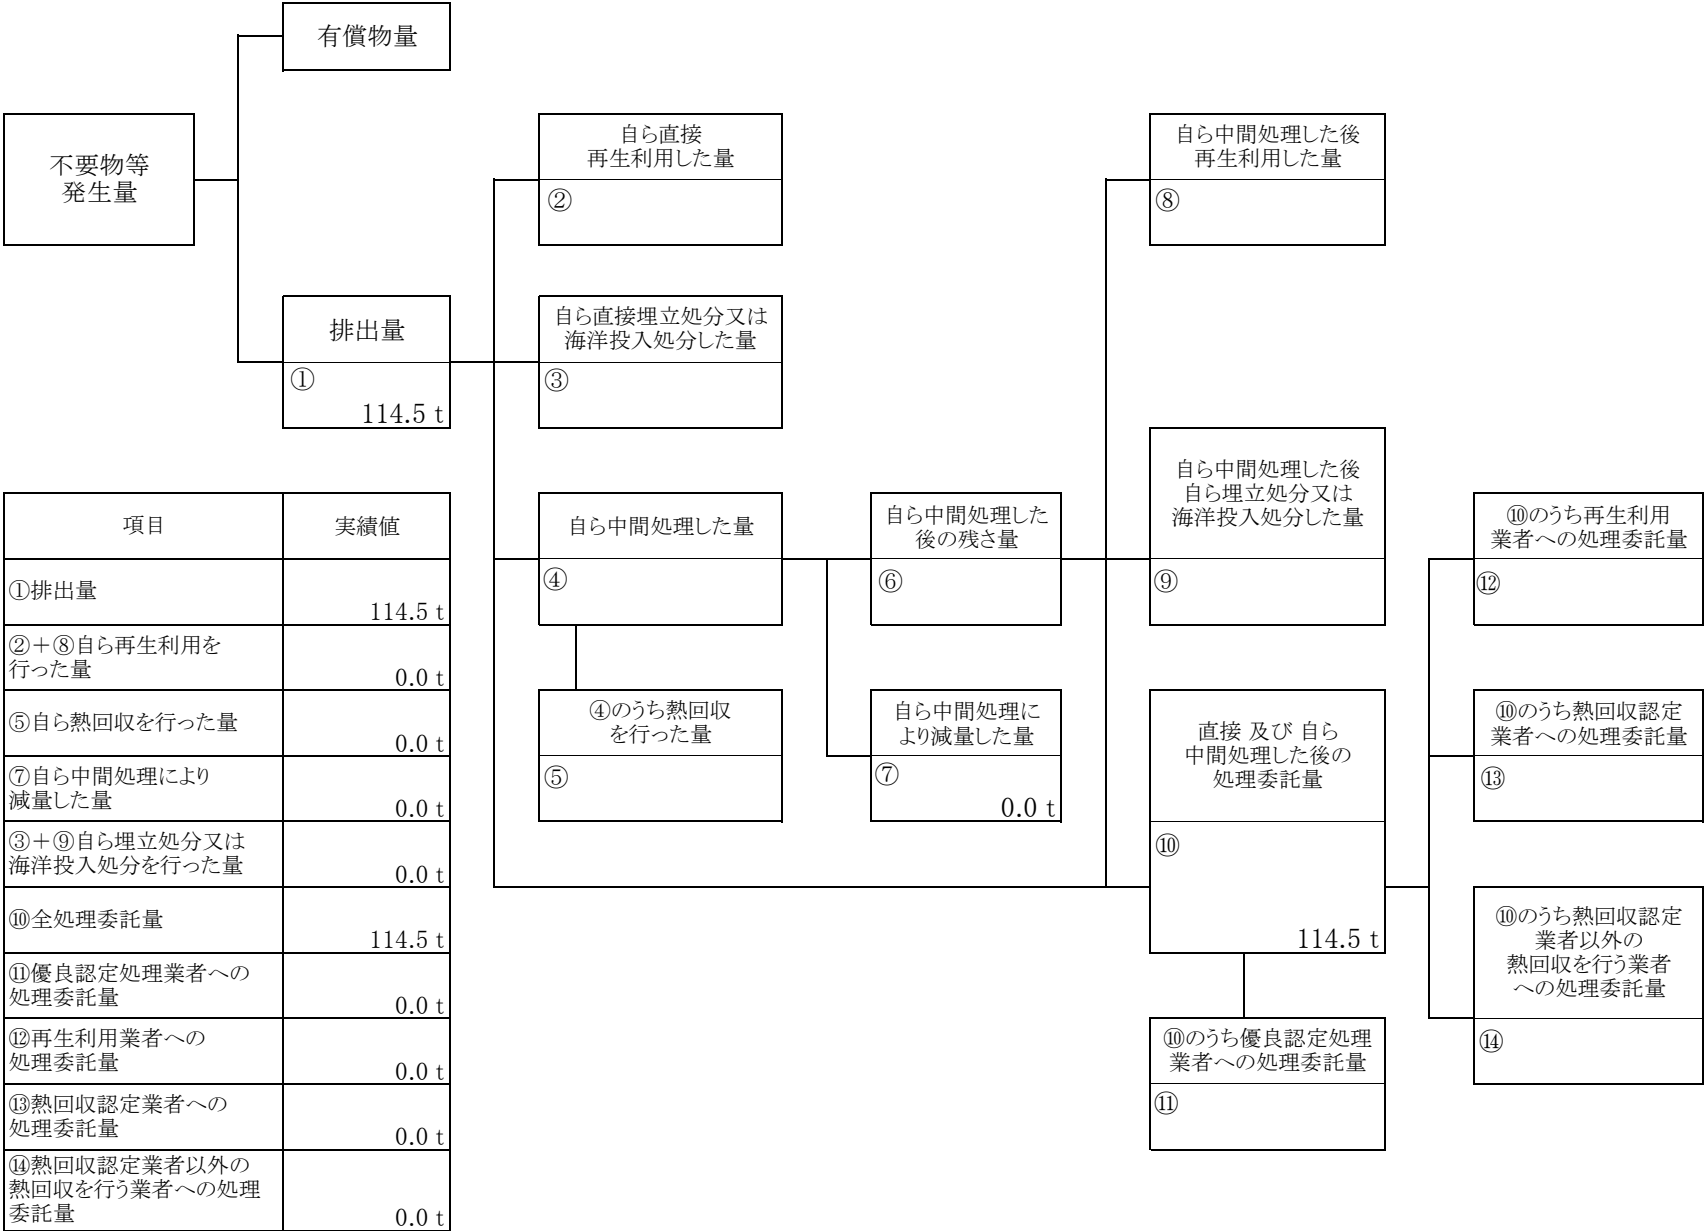 有償物量
不要物等
発生量
排出量
①
114.5 t
自ら直接
再生利用した量
②
自ら直接埋立処分又は
海洋投入処分した量
③
自ら中間処理した量
④
④のうち熱回収
を行った量
⑤
自ら中間処理した
後の残さ量
⑥
自ら中間処理に
より減量した量
⑦
0.0 t
自ら中間処理した後
再生利用した量
⑧
自ら中間処理した後
自ら埋立処分又は
海洋投入処分した量
⑨
直接 及び 自ら
中間処理した後の
処理委託量
⑩
114.5 t
⑩のうち優良認定処理
業者への処理委託量
⑪
⑩のうち再生利用
業者への処理委託量
⑫
⑩のうち熱回収認定
業者への処理委託量
⑬
⑩のうち熱回収認定
業者以外の
熱回収を行う業者
への処理委託量
⑭
項目 実績値
①排出量
114.5 t
②＋⑧自ら再生利用を
行った量
0.0 t
⑤自ら熱回収を行った量
0.0 t
⑦自ら中間処理により
減量した量
0.0 t
③＋⑨自ら埋立処分又は
海洋投入処分を行った量
0.0 t
⑩全処理委託量
114.5 t
⑪優良認定処理業者への
処理委託量
0.0 t
⑫再生利用業者への
処理委託量
0.0 t
⑬熱回収認定業者への
処理委託量
0.0 t
⑭熱回収認定業者以外の
熱回収を行う業者への処理
委託量
0.0 t